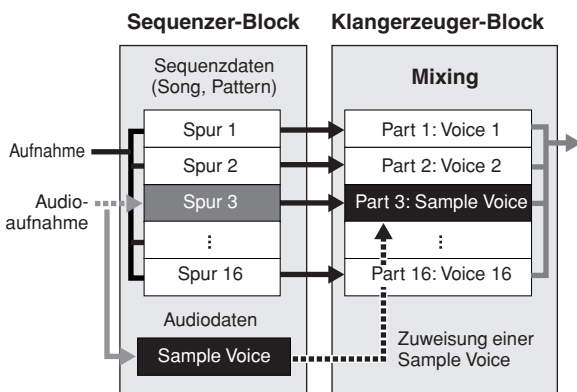 Sequenzer-Block
Klangerzeuger-Block
Sequenzdaten
(Song, Pattern)
Mixing
Aufnahme
Audio-
aufnahme
Spur 1
Spur 2
Spur 3
⋮
Spur 16
Part 1: Voice 1
Part 2: Voice 2
Part 3: Sample Voice
⋮
Part 16: Voice 16
Audiodaten
Sample Voice
Zuweisung einer
Sample Voice